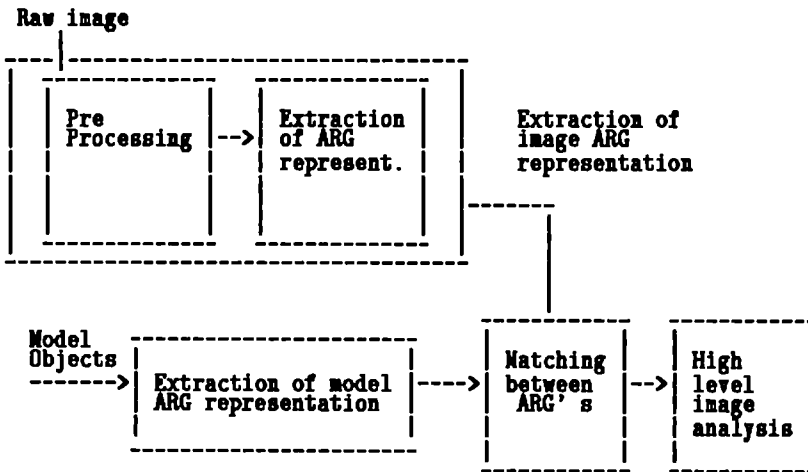 Raw image
Pre
Processing
Extraction
of ARG
represent.
Extraction of
image ARG
representation
Model
Objects
Extraction of model
ARG representation
Matching
between
ARG' s
High
level
image
analysis